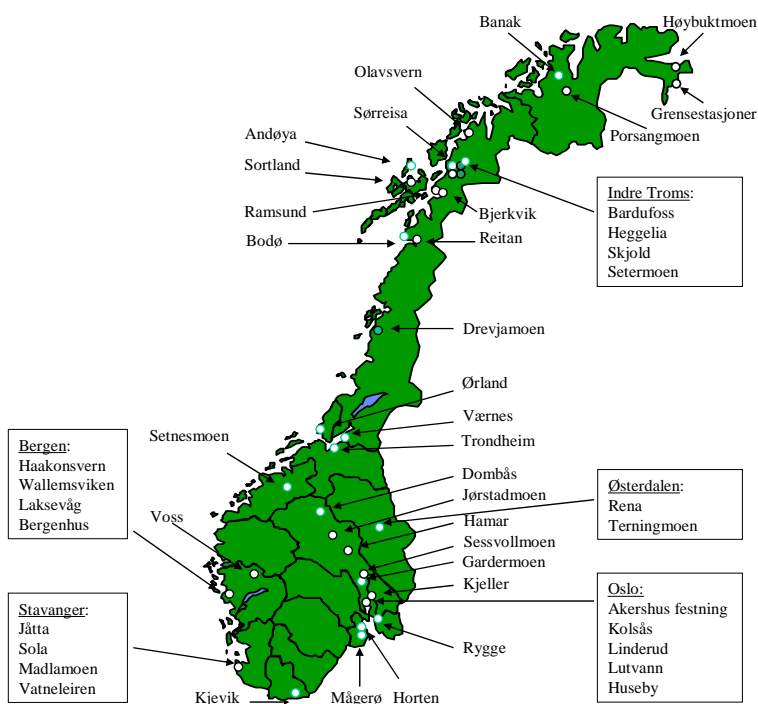 Banak
Høybuktmoen
Olavsvern
Grensestasjoner
Sørreisa
Porsangmoen
Andøya
Sortland
Ramsund
Bjerkvik
Bodø
Reitan
Indre Troms:
Bardufoss
Heggelia
Skjold
Setermoen
Drevjamoen
Ørland
Værnes
Trondheim
Setnesmoen
Bergen:
Haakonsvern
Wallemsviken
Laksevåg
Bergenhus
Dombås
Jørstadmoen
Hamar
Sessvollmoen
Gardermoen
Kjeller
Østerdalen:
Rena
Terningmoen
Voss
Stavanger:
Jåtta
Sola
Madlamoen
Vatneleiren
Oslo:
Akershus festning
Kolsås
Linderud
Lutvann
Huseby
Rygge
Kjevik
Mågerø
Horten